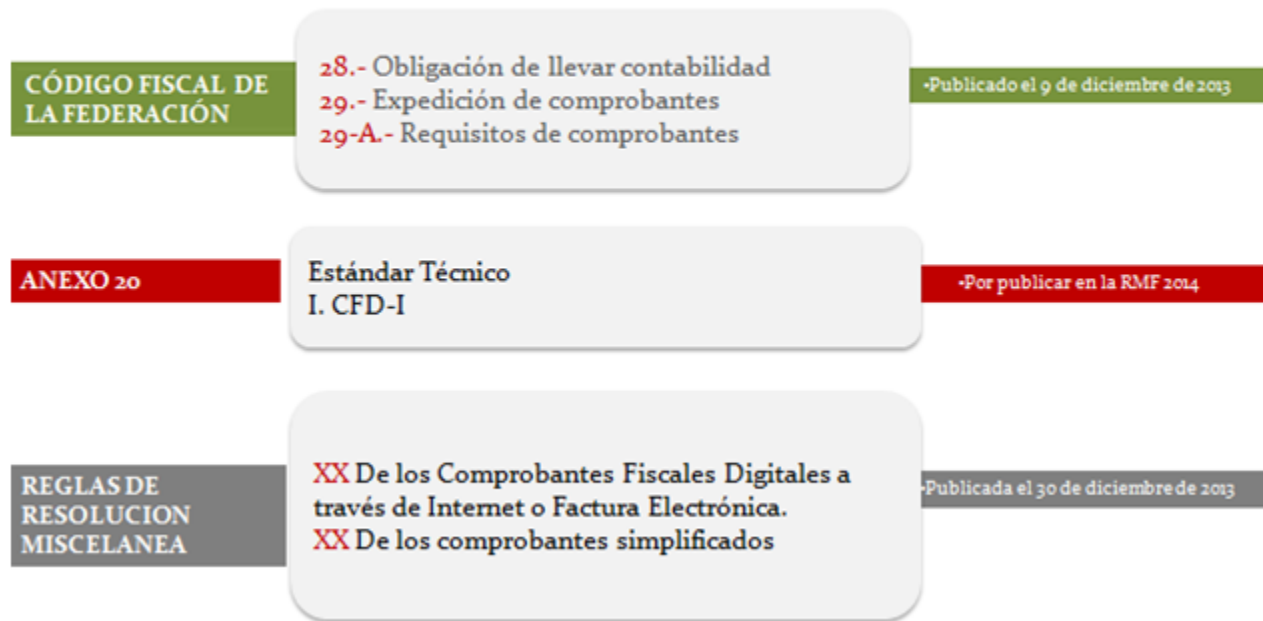 CÓDIGO FISCAL DE
LA FEDERACIÓN
28.- Obligación de llevar contabilidad
29.- Expedición de comprobantes
29-A.- Requisitos de comprobantes
•Publicado el 9 de diciembre de 2013
ANEXO 20
Estándar Técnico
I. CFD-I
•Por publicar en la RMF 2014
REGLAS DE
RESOLUCION
MISCELANEA
XX De los Comprobantes Fiscales Digitales a
través de Internet o Factura Electrónica.
XX De los comprobantes simplificados
•Publicada el 30 de diciembre de 2013